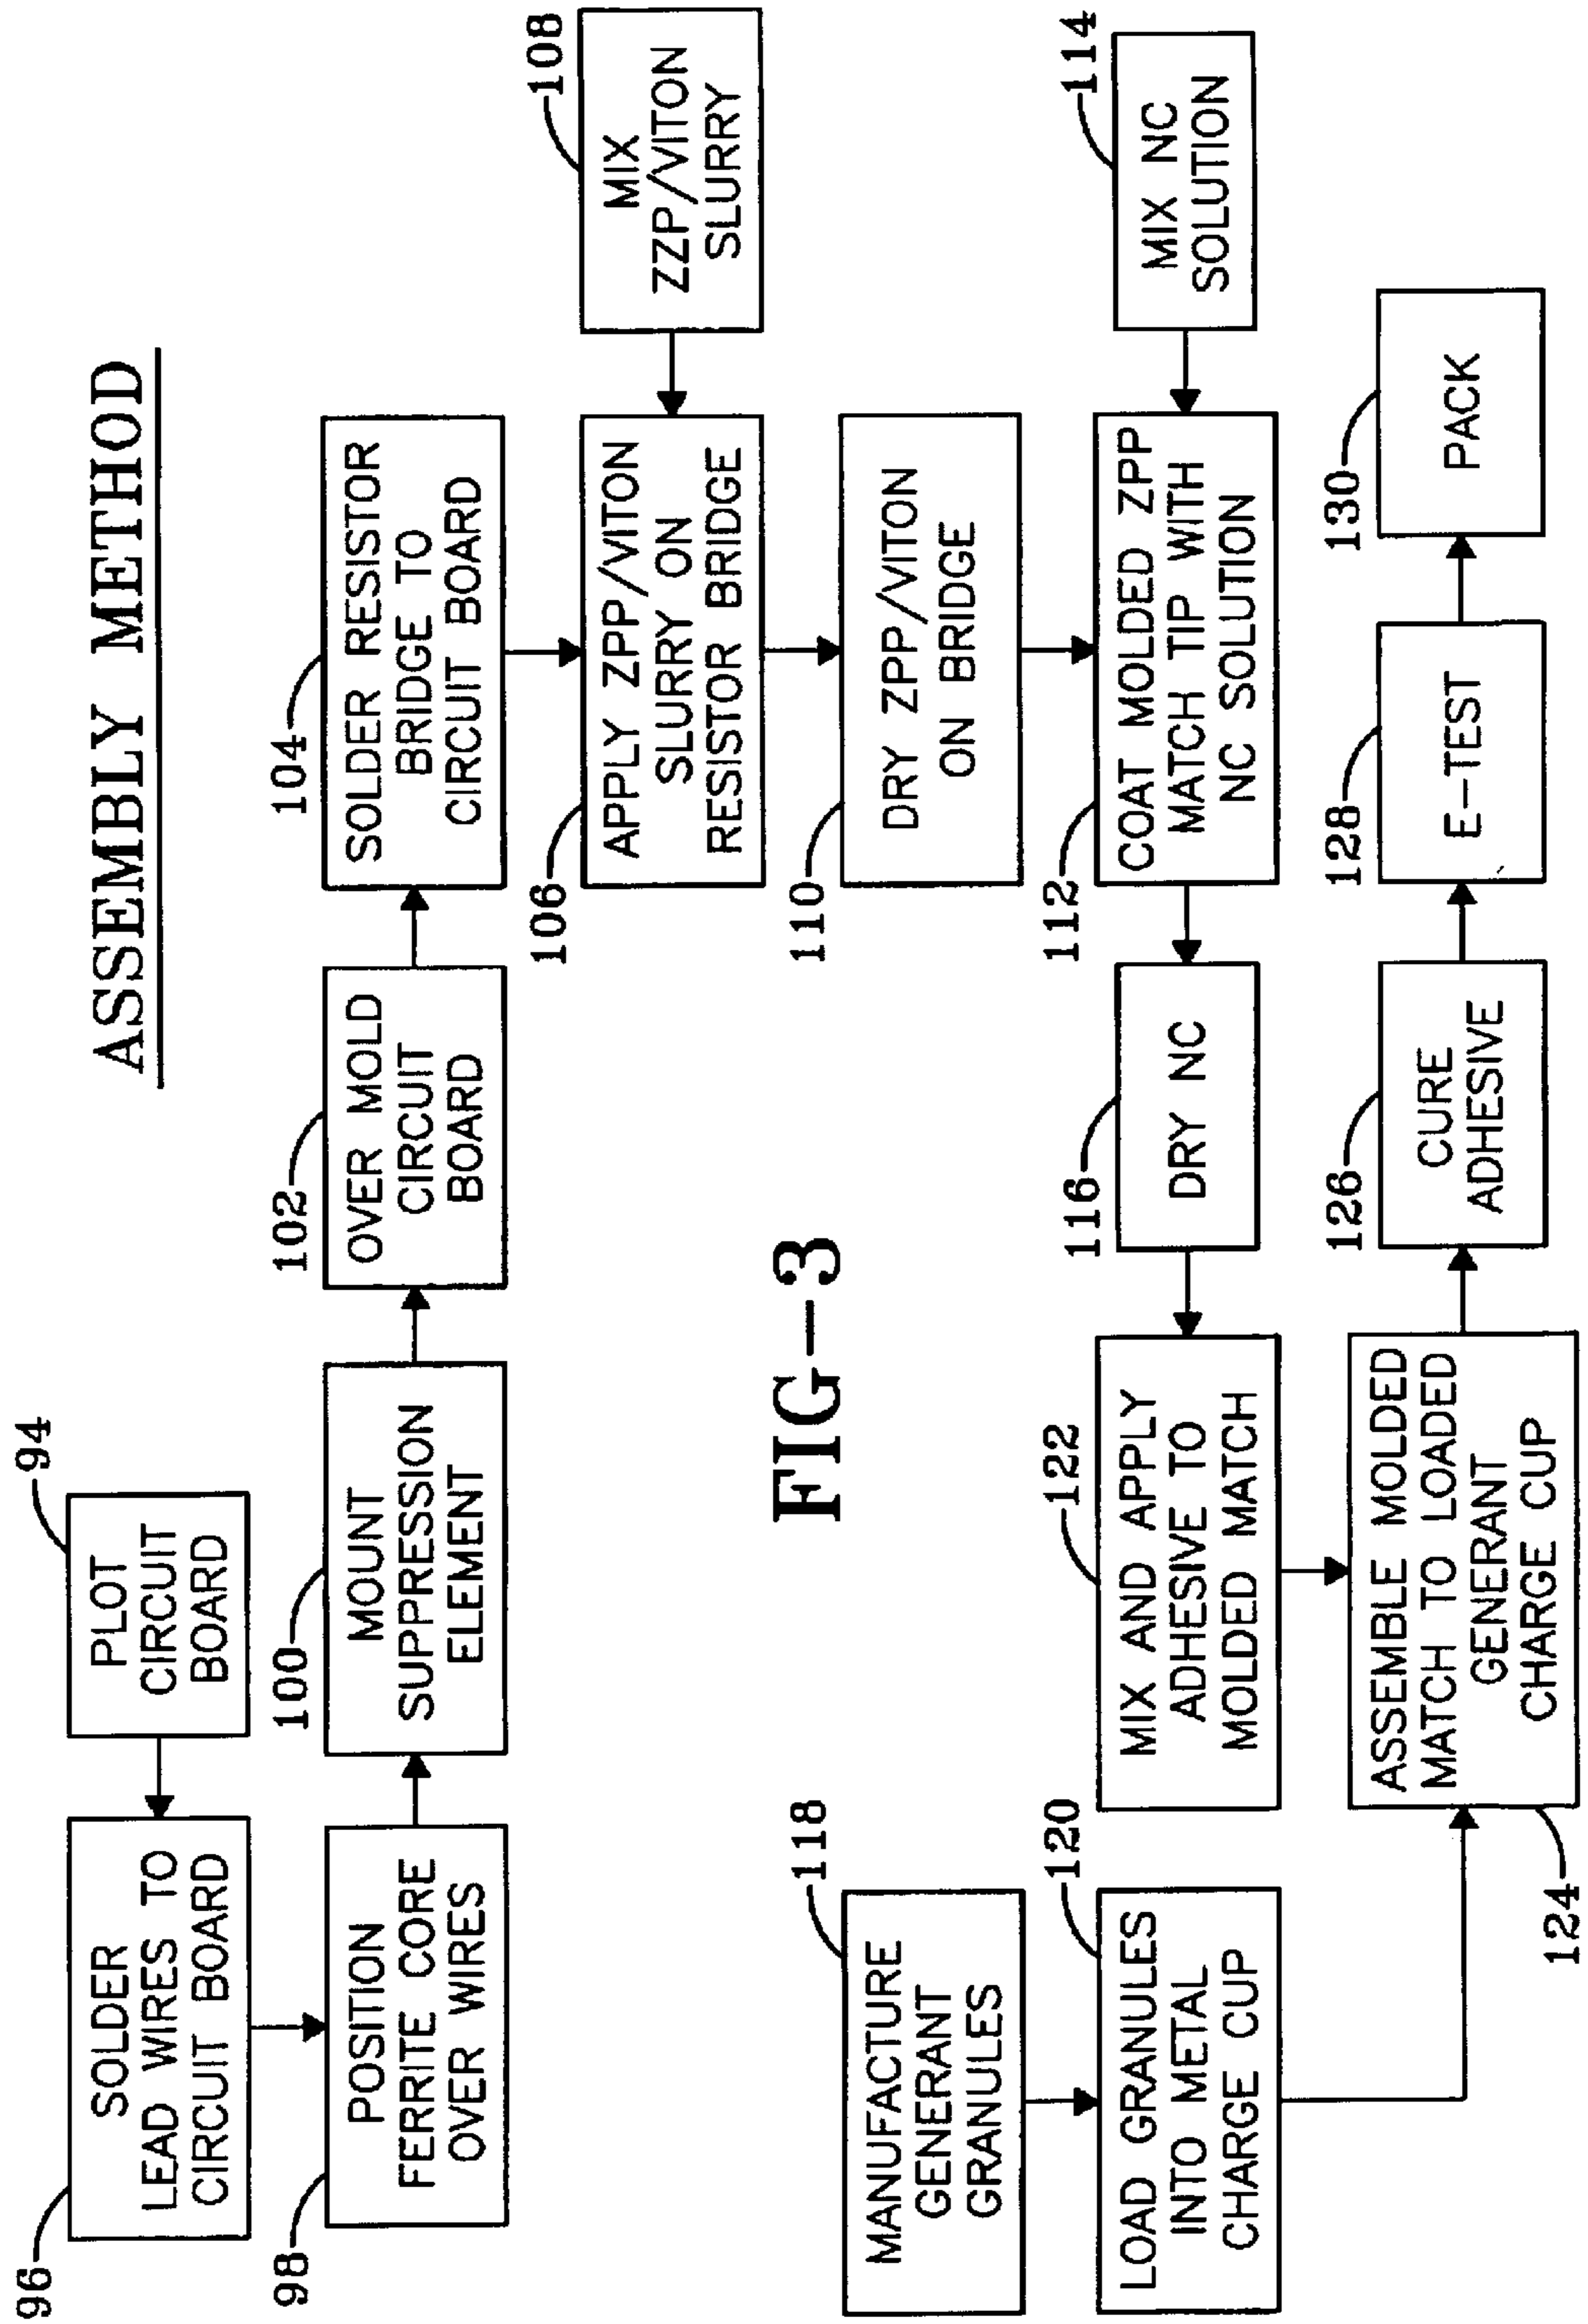 ASSEMBLY METHOD
94
PLOT
CIRCUIT
BOARD
96
SOLDER
LEAD WIRES TO
CIRCUIT BOARD
98
POSITION
FERRITE CORE
OVER WIRES
100
MOUNT
SUPPRESSION
ELEMENT
102
OVER MOLD
CIRCUIT
BOARD
104
SOLDER RESISTOR
BRIDGE TO
CIRCUIT BOARD
106
APPLY ZPP/VITON
SLURRY ON
RESISTOR BRIDGE
108
MIX
ZZP/VITON
SLURRY
110
DRY ZPP/VITON
ON BRIDGE
112
COAT MOLDED ZPP
MATCH TIP WITH
NC SOLUTION
114
MIX NC
SOLUTION
116
DRY NC
118
MANUFACTURE
GENERANT
GRANULES
120
LOAD GRANULES
INTO METAL
CHARGE CUP
122
MIX AND APPLY
ADHESIVE TO
MOLDED MATCH
124
ASSEMBLE MOLDED
MATCH TO LOADED
GENERANT
CHARGE CUP
126
CURE
ADHESIVE
128
E-TEST
130
PACK
FIG-3